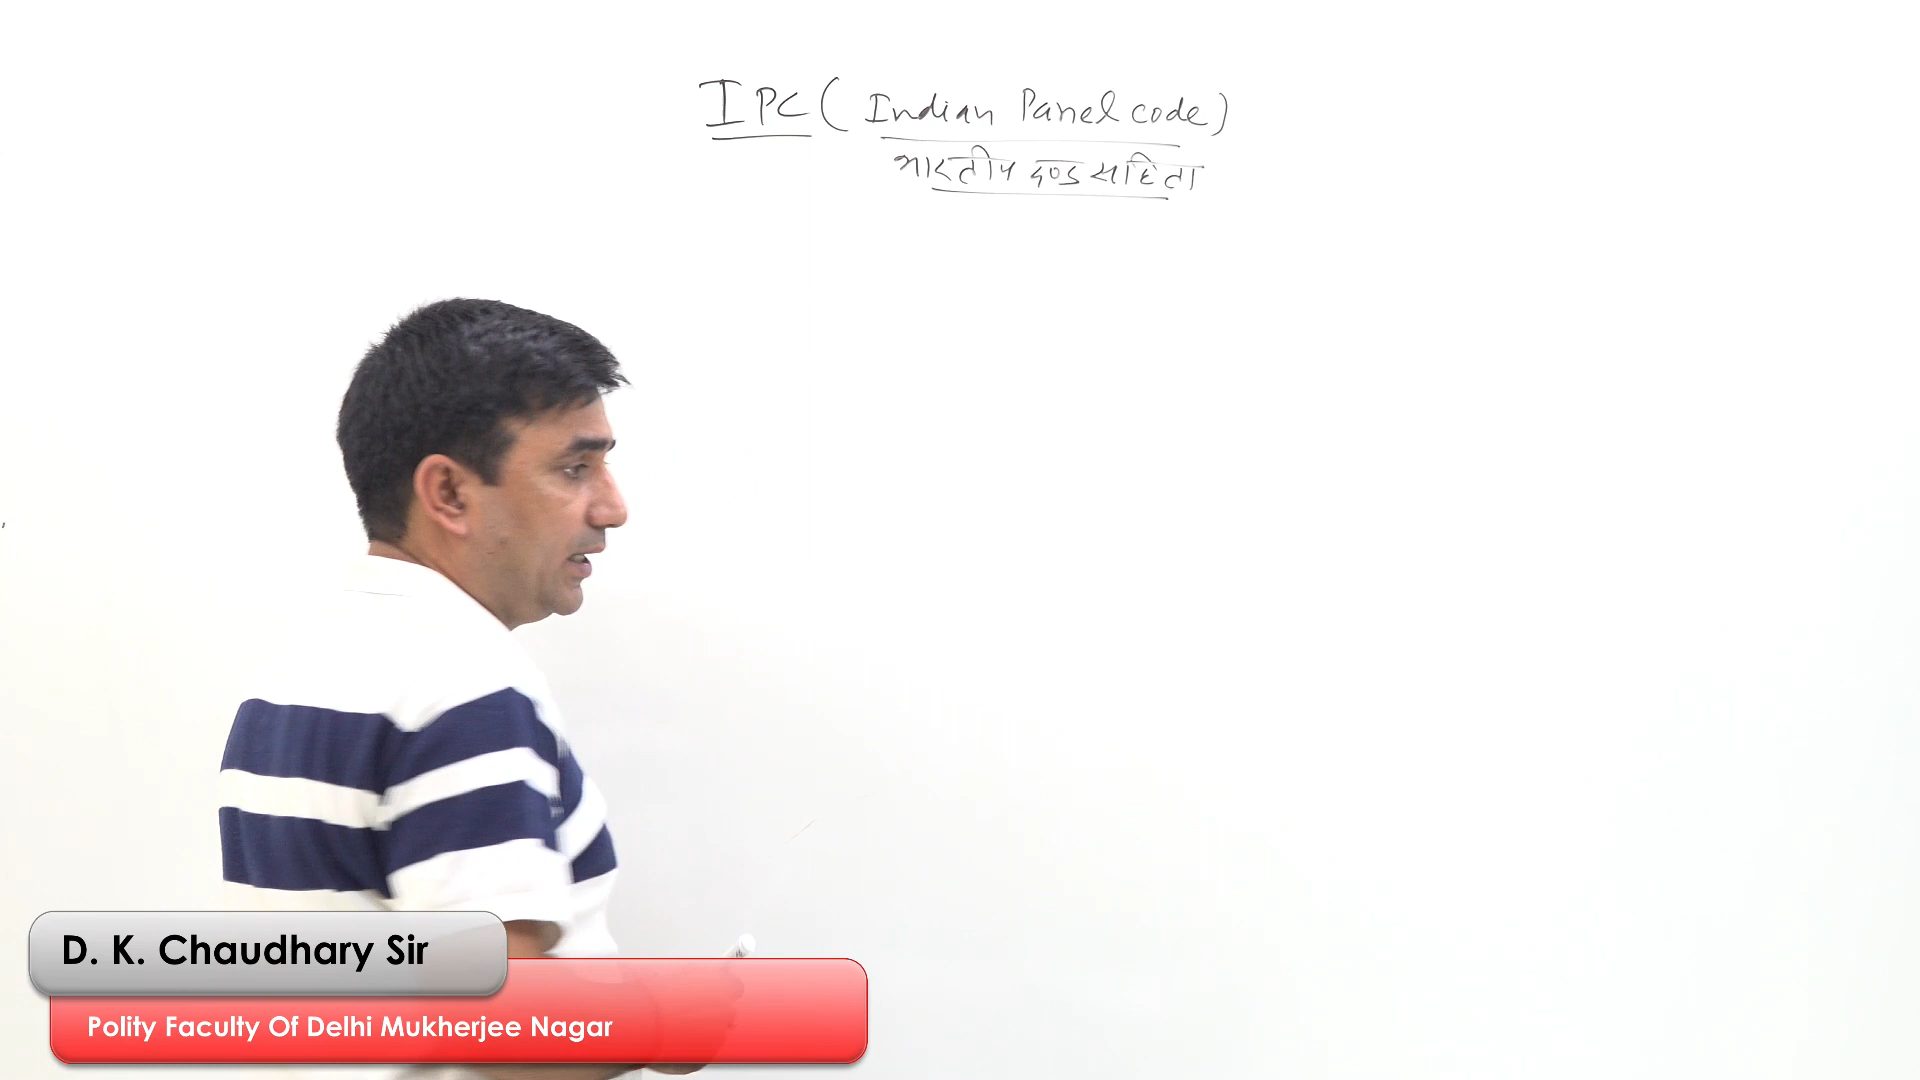 IPC ( Indian Panel code )
भारतीय दण्ड संहिता
D. K. Chaudhary Sir
Polity Faculty Of Delhi Mukherjee Nagar